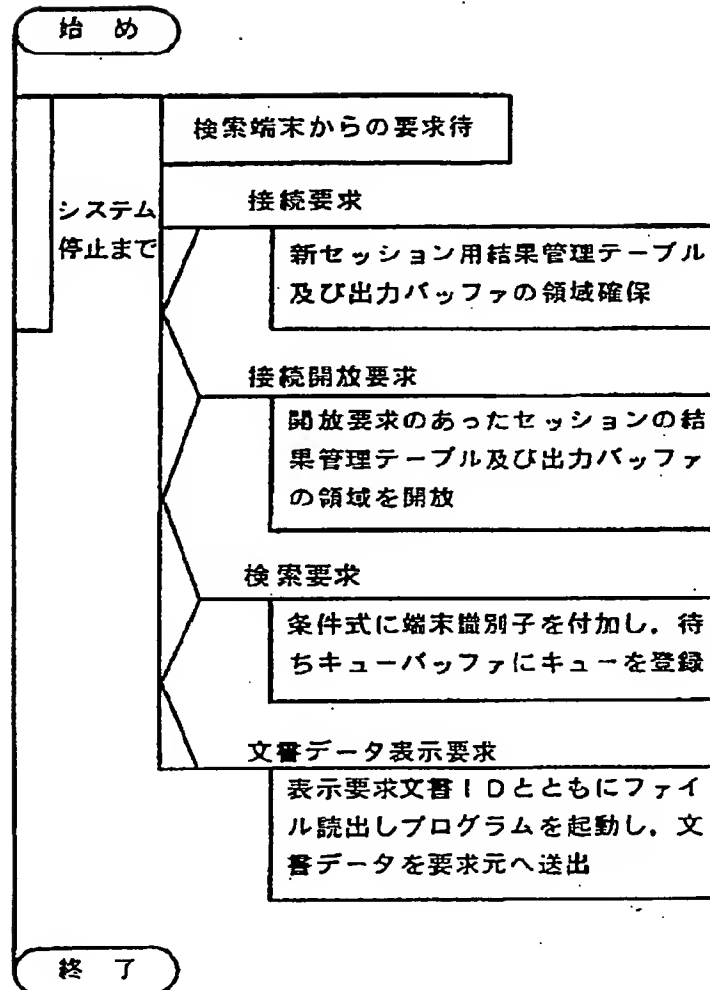 始 め
検索端末からの要求待
システム
停止まで
接続要求
新セッション用結果管理テーブル
及び出力バッファの領域確保
接続開放要求
開放要求のあったセッションの結
果管理テーブル及び出力バッファ
の領域を開放
検索要求
条件式に端末識別子を付加し，待
ちキューバッファにキューを登録
文書データ表示要求
表示要求文書IDとともにファイ
ル読出しプログラムを起動し，文
書データを要求元へ送出
終 了